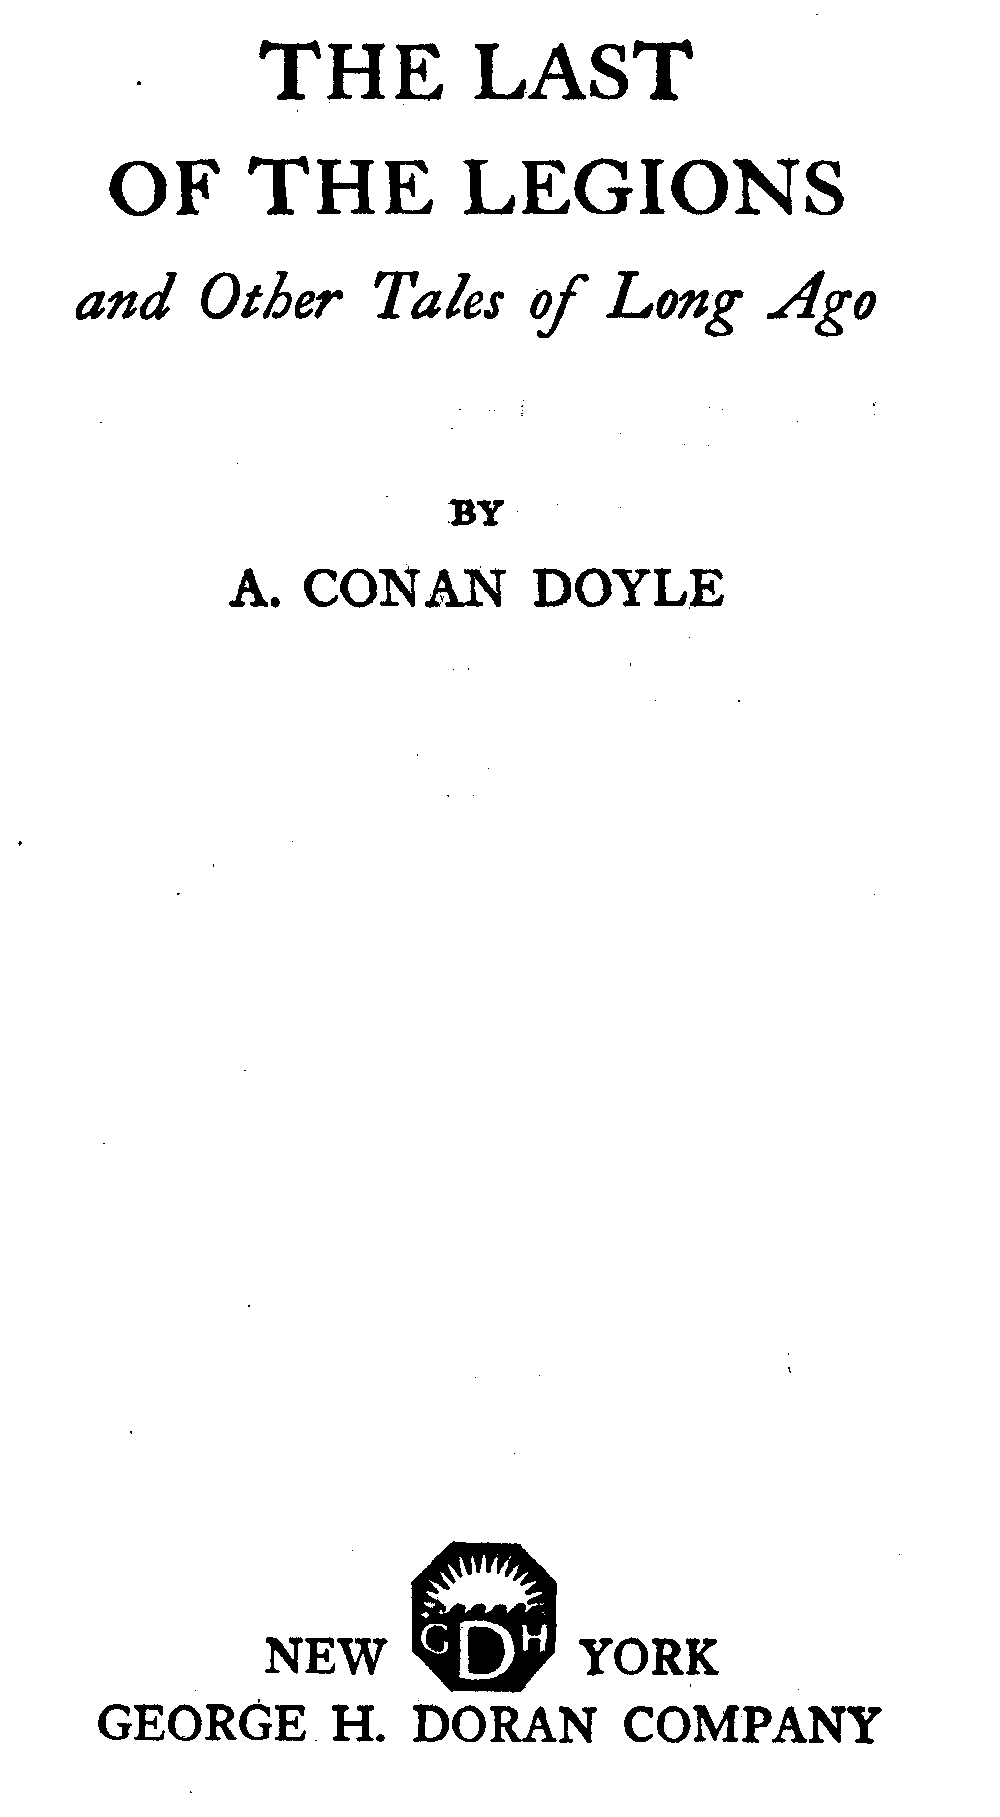 THE LAST
OF THE LEGIONS
and Other Tales of Long Ago
BY
A. CONAN DOYLE
G D H
NEW YORK
GEORGE H. DORAN COMPANY